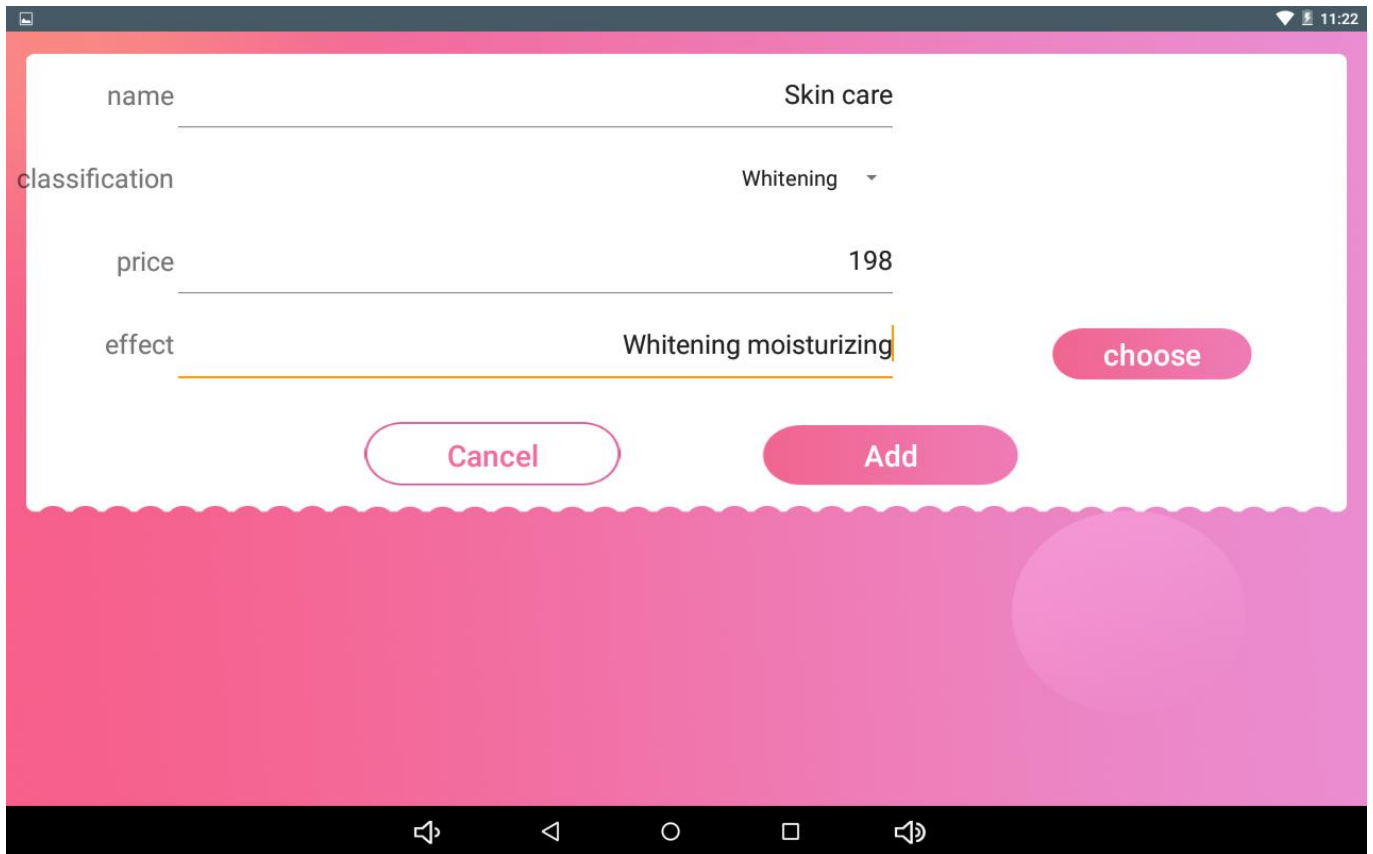 11:22
name Skin care
classification Whitening
price 198
effect Whitening moisturizing
choose
Cancel Add